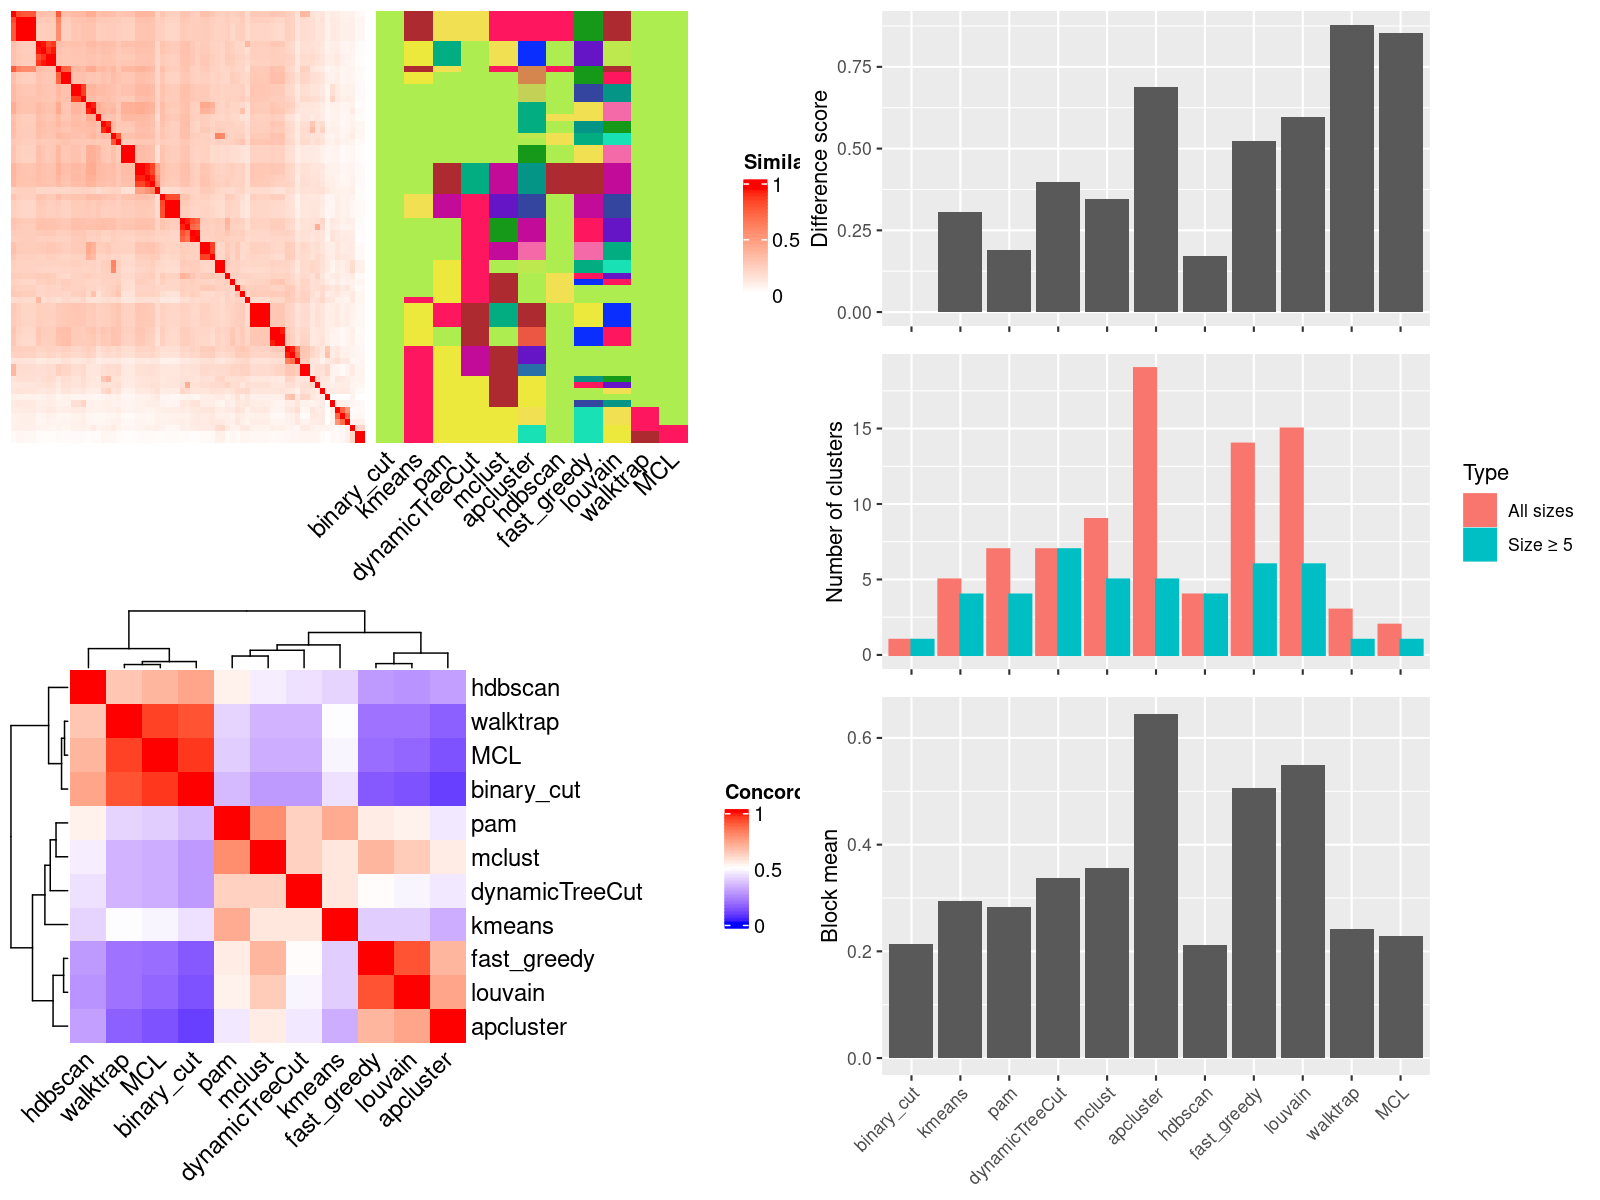 Simila
1
0.5
0
binary_cut
kmeans
pam
dynamicTreeCut
mclust
apcluster
hdbscan
fast_greedy
louvain
walktrap
MCL
hdbscan
walktrap
MCL
binary_cut
pam
mclust
dynamicTreeCut
kmeans
fast_greedy
louvain
apcluster
hdbscan
walktrap
MCL
binary_cut
pam
mclust
dynamicTreeCut
kmeans
fast_greedy
louvain
apcluster
Concord
1
0.5
0
Difference score
0.75
0.50
0.25
0.00
Number of clusters
15
10
5
0
Type
All sizes
Size ≥ 5
Block mean
0.6
0.4
0.2
0.0
binary_cut
kmeans
pam
dynamicTreeCut
mclust
apcluster
hdbscan
fast_greedy
louvain
walktrap
MCL